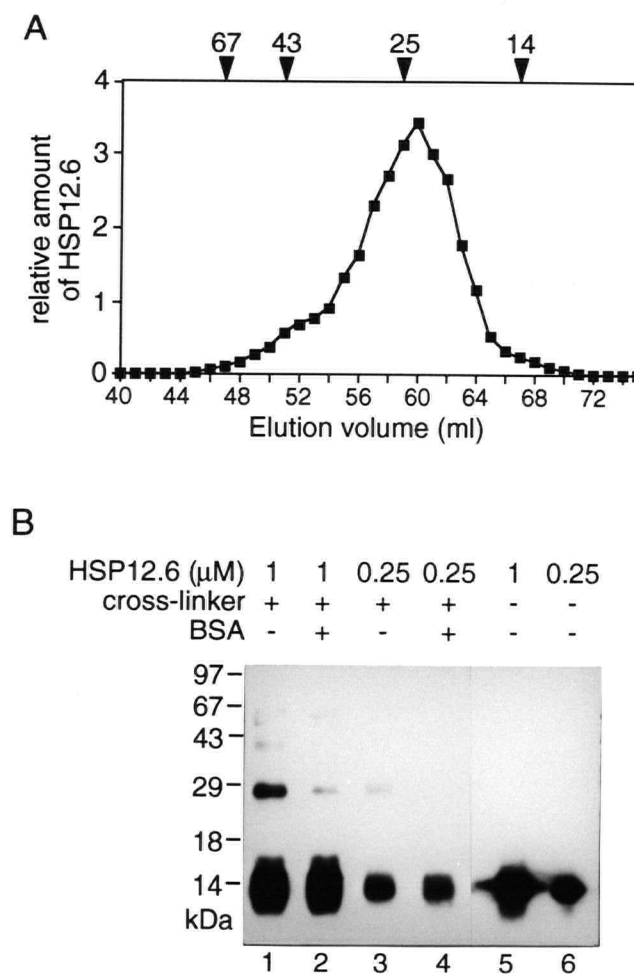 A
67 43 25 14
4
3
2
1
0
relative amount
of HSP12.6
40 44 48 52 56 60 64 68 72
Elution volume (ml)
B
HSP12.6 (µM) 1 1 0.25 0.25 1 0.25
cross-linker + + + + - -
BSA - + - + - -
97
67
43
29
18
14
kDa
1 2 3 4 5 6